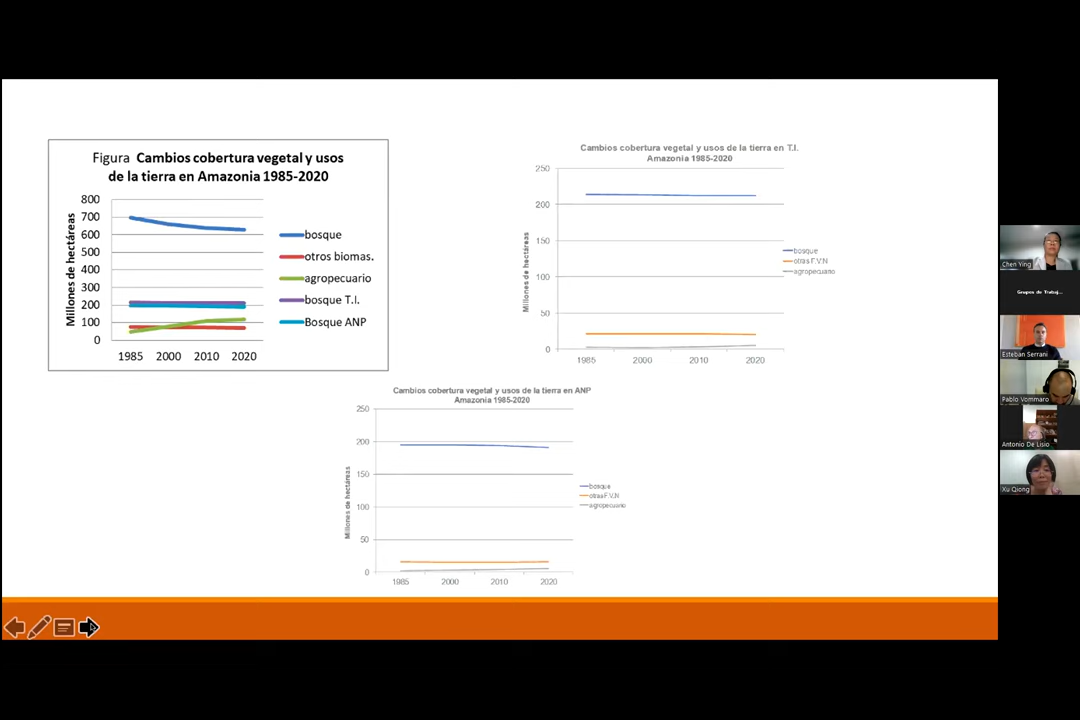 Figura Cambios cobertura vegetal y usos
de la tierra en Amazonia 1985-2020
Millones de hectáreas
800
700
600
500
400
300
200
100
0
1985 2000 2010 2020
bosque
otros biomas.
agropecuario
bosque T.I.
Bosque ANP
Cambios cobertura vegetal y usos de la tierra en T.I.
Amazonia 1985-2020
Millones de hectáreas
250
200
150
100
50
0
1985 2000 2010 2020
bosque
otras F.V.N
agropecuario
Cambios cobertura vegetal y usos de la tierra en ANP
Amazonia 1985-2020
Millones de hectáreas
250
200
150
100
50
0
1985 2000 2010 2020
bosque
otras F.V.N
agropecuario
Chen Ying
Grupos de Trabaj...
Esteban Serrani
Pablo Vommaro
Antonio De Lisio
Xu Qiong